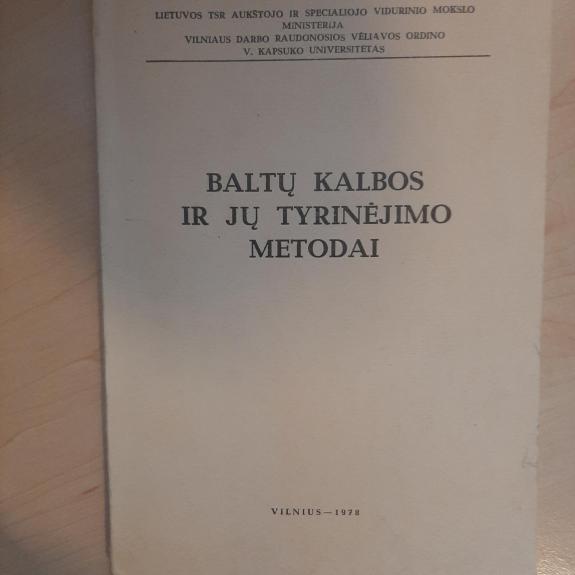 LIETUVOS TSR AUKŠTOJO IR SPECIALIOJO VIDURINIO MOKSLO
MINISTERIJA
VILNIAUS DARBO RAUDONOSIOS VĖLIAVOS ORDINO
V. KAPSUKO UNIVERSITETAS
BALTŲ KALBOS
IR JŲ TYRINĖJIMO
METODAI
VILNIUS—1978